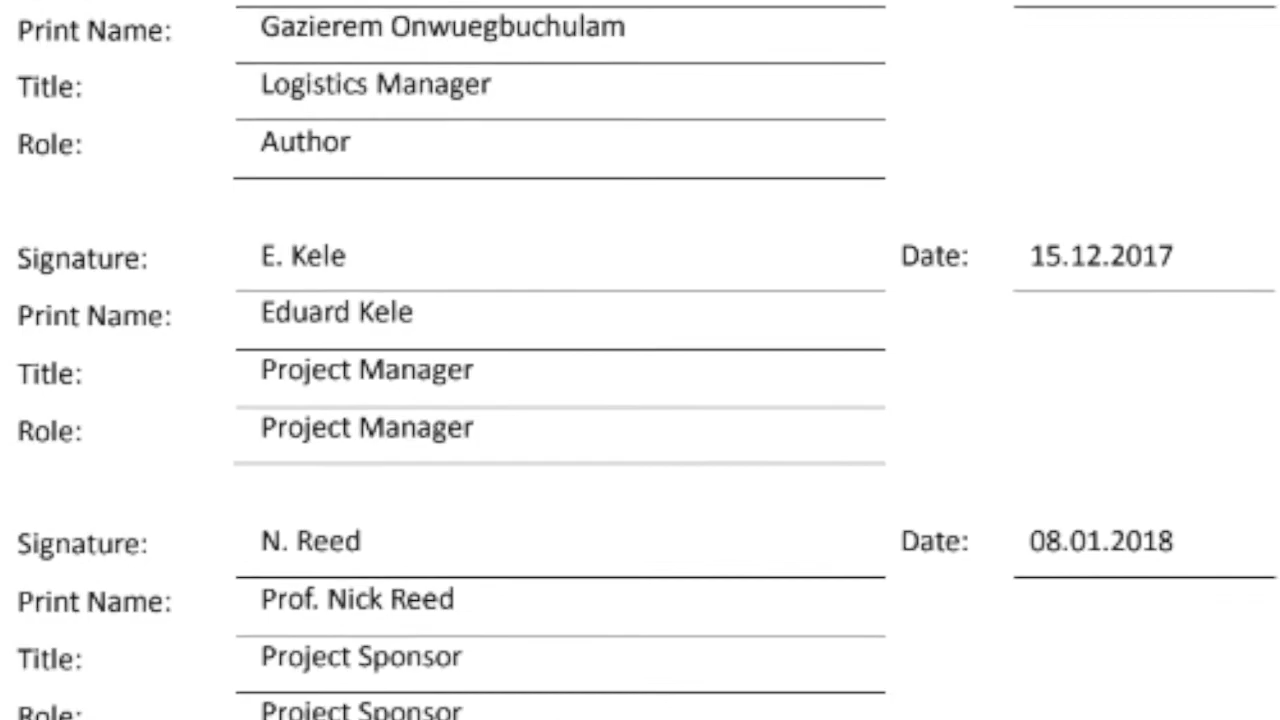 Print Name: Gazierem Onwuegbuchulam
Title: Logistics Manager
Role: Author
Signature: E. Kele Date: 15.12.2017
Print Name: Eduard Kele
Title: Project Manager
Role: Project Manager
Signature: N. Reed Date: 08.01.2018
Print Name: Prof. Nick Reed
Title: Project Sponsor
Role: Project Sponsor